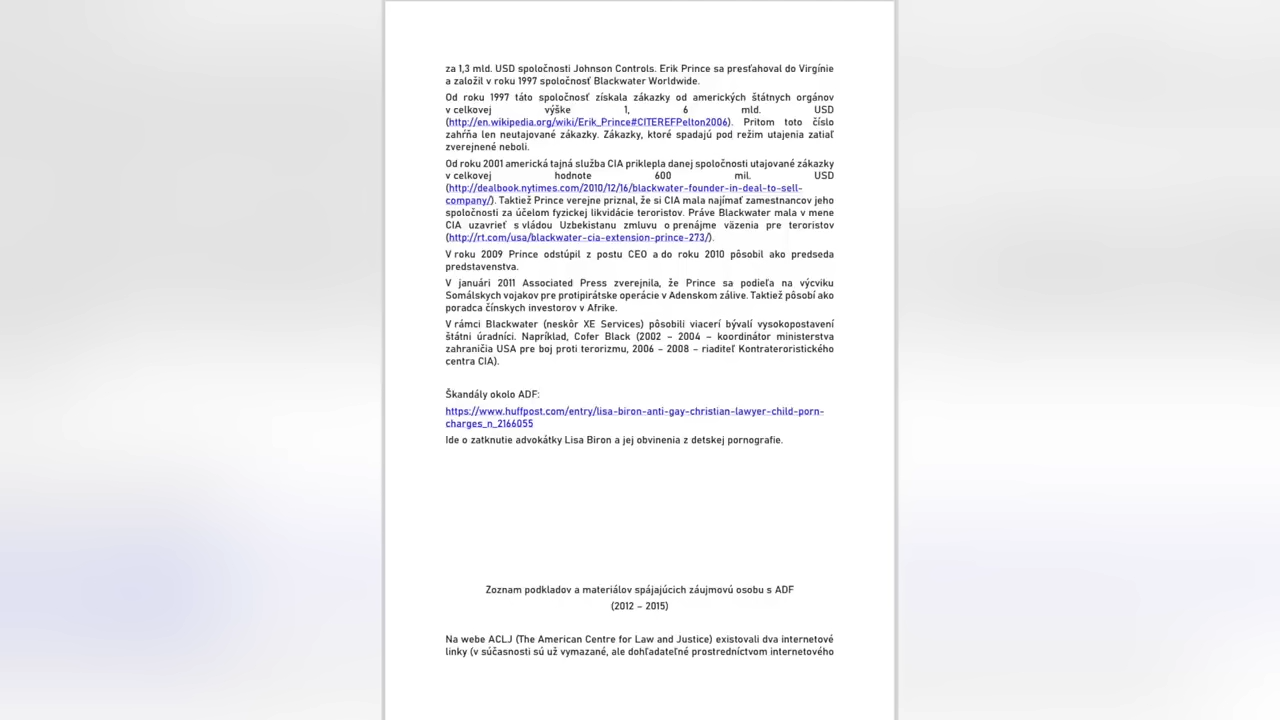 za 1,3 mld. USD spoločnosti Johnson Controls. Erik Prince sa presťahoval do Virgínie
a založil v roku 1997 spoločnosť Blackwater Worldwide.
Od roku 1997 táto spoločnosť získala zákazky od amerických štátnych orgánov
v celkovej výške 1, 6 mld. USD
(http://en.wikipedia.org/wiki/Erik_Prince#CITEREFPelton2006). Pritom toto číslo
zahŕňa len neutajované zákazky. Zákazky, ktoré spadajú pod režim utajenia zatiaľ
zverejnené neboli.
Od roku 2001 americká tajná služba CIA priklepla danej spoločnosti utajované zákazky
v celkovej hodnote 600 mil. USD
(http://dealbook.nytimes.com/2010/12/16/blackwater-founder-in-deal-to-sell-
company/). Taktiež Prince verejne priznal, že si CIA mala najímať zamestnancov jeho
spoločnosti za účelom fyzickej likvidácie teroristov. Práve Blackwater mala v mene
CIA uzavrieť s vládou Uzbekistanu zmluvu o prenájme väzenia pre teroristov
(http://rt.com/usa/blackwater-cia-extension-prince-273/).
V roku 2009 Prince odstúpil z postu CEO a do roku 2010 pôsobil ako predseda
predstavenstva.
V januári 2011 Associated Press zverejnila, že Prince sa podieľa na výcviku
Somálskych vojakov pre protipirátske operácie v Adenskom zálive. Taktiež pôsobí ako
poradca čínskych investorov v Afrike.
V rámci Blackwater (neskôr XE Services) pôsobili viacerí bývalí vysokopostavení
štátni úradníci. Napríklad, Cofer Black (2002 – 2004 – koordinátor ministerstva
zahraničia USA pre boj proti terorizmu, 2006 – 2008 – riaditeľ Kontrateroristického
centra CIA).
Škandály okolo ADF:
https://www.huffpost.com/entry/lisa-biron-anti-gay-christian-lawyer-child-porn-
charges_n_2166055
Ide o zatknutie advokátky Lisa Biron a jej obvinenia z detskej pornografie.
Zoznam podkladov a materiálov spájajúcich záujmovú osobu s ADF
(2012 – 2015)
Na webe ACLJ (The American Centre for Law and Justice) existovali dva internetové
linky (v súčasnosti sú už vymazané, ale dohľadateľné prostredníctvom internetového